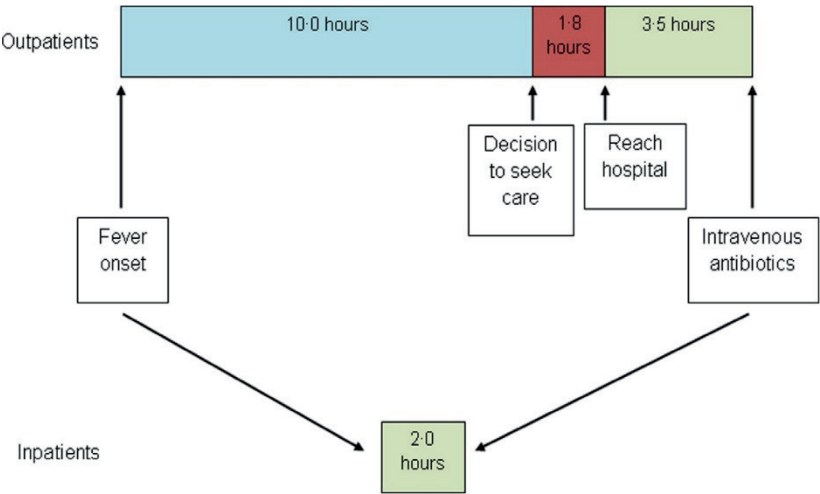 Outpatients
10·0 hours
1·8
hours
3·5 hours
Decision
to seek
care
Reach
hospital
Fever
onset
Intravenous
antibiotics
Inpatients
2·0
hours